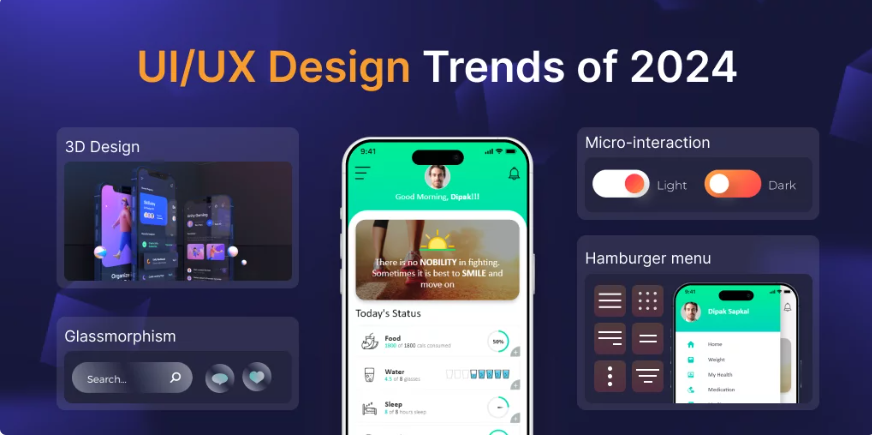 UI/UX Design Trends of 2024
3D Design
Glassmorphism
Search...
9:41
Good Morning, Dipak!!!
There is no NOBILITY in fighting.
Sometimes it is best to SMILE and
move on
Today's Status
Food
of 1800 cals consumed
50%
Water
4.5 of 8 glasses
Sleep
of 8 hours sleep
Micro-interaction
Light
Dark
Hamburger menu
9:41
Dipak Sapkal
Home
Weight
My Health
Medication